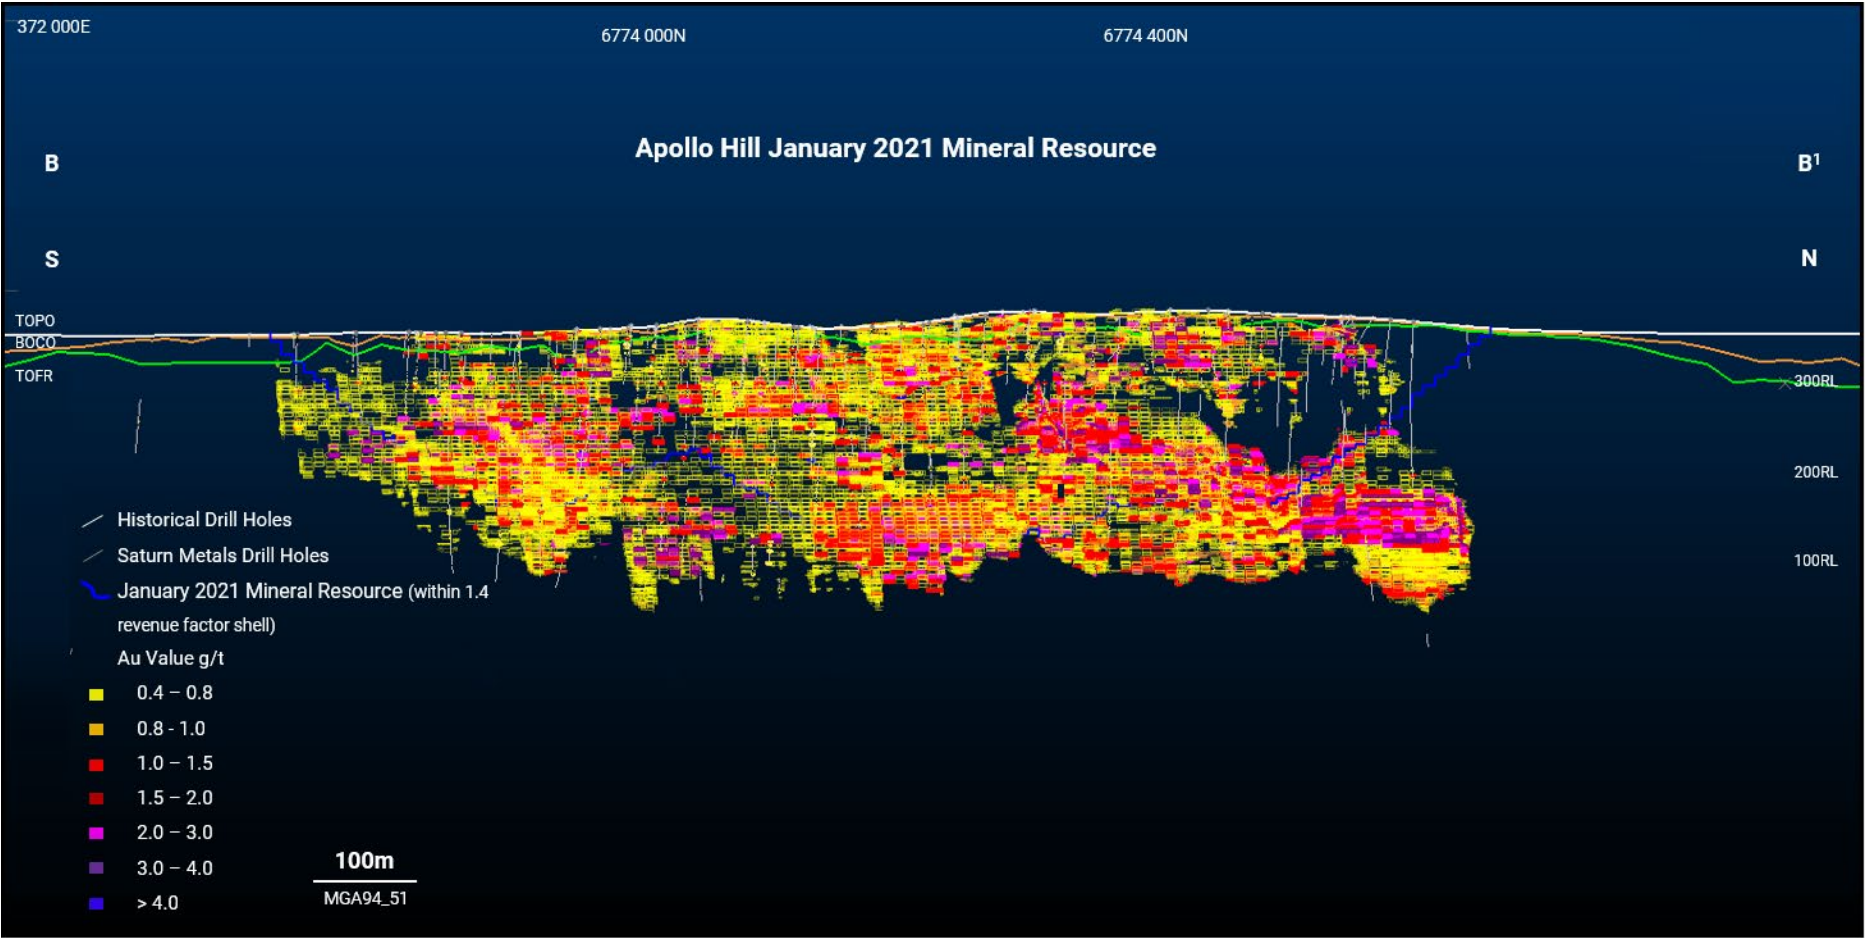 372 000E
6774 000N
6774 400N
Apollo Hill January 2021 Mineral Resource
B
B¹
S
N
TOPO
BOCO
TOFR
300RL
200RL
100RL
Historical Drill Holes
Saturn Metals Drill Holes
January 2021 Mineral Resource (within 1.4
revenue factor shell)
Au Value g/t
0.4 – 0.8
0.8 - 1.0
1.0 – 1.5
1.5 – 2.0
2.0 – 3.0
3.0 – 4.0
> 4.0
100m
MGA94_51